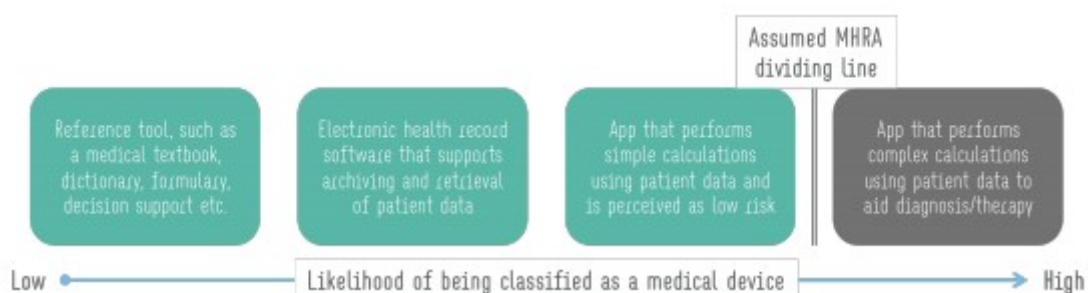 Assumed MHRA
dividing line
Reference tool, such as
a medical textbook,
dictionary, formulary,
decision support etc.
Electronic health record
software that supports
archiving and retrieval
of patient data
App that performs
simple calculations
using patient data and
is perceived as low risk
App that performs
complex calculations
using patient data to
aid diagnosis/therapy
Low
Likelihood of being classified as a medical device
High